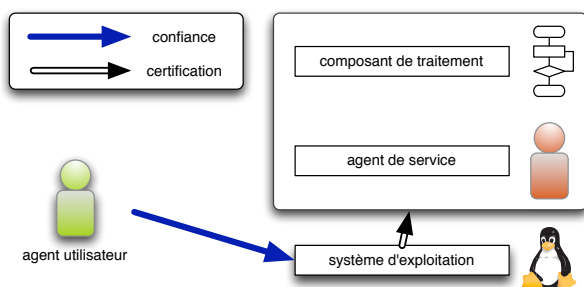 confiance
certification
composant de traitement
agent de service
agent utilisateur
système d'exploitation